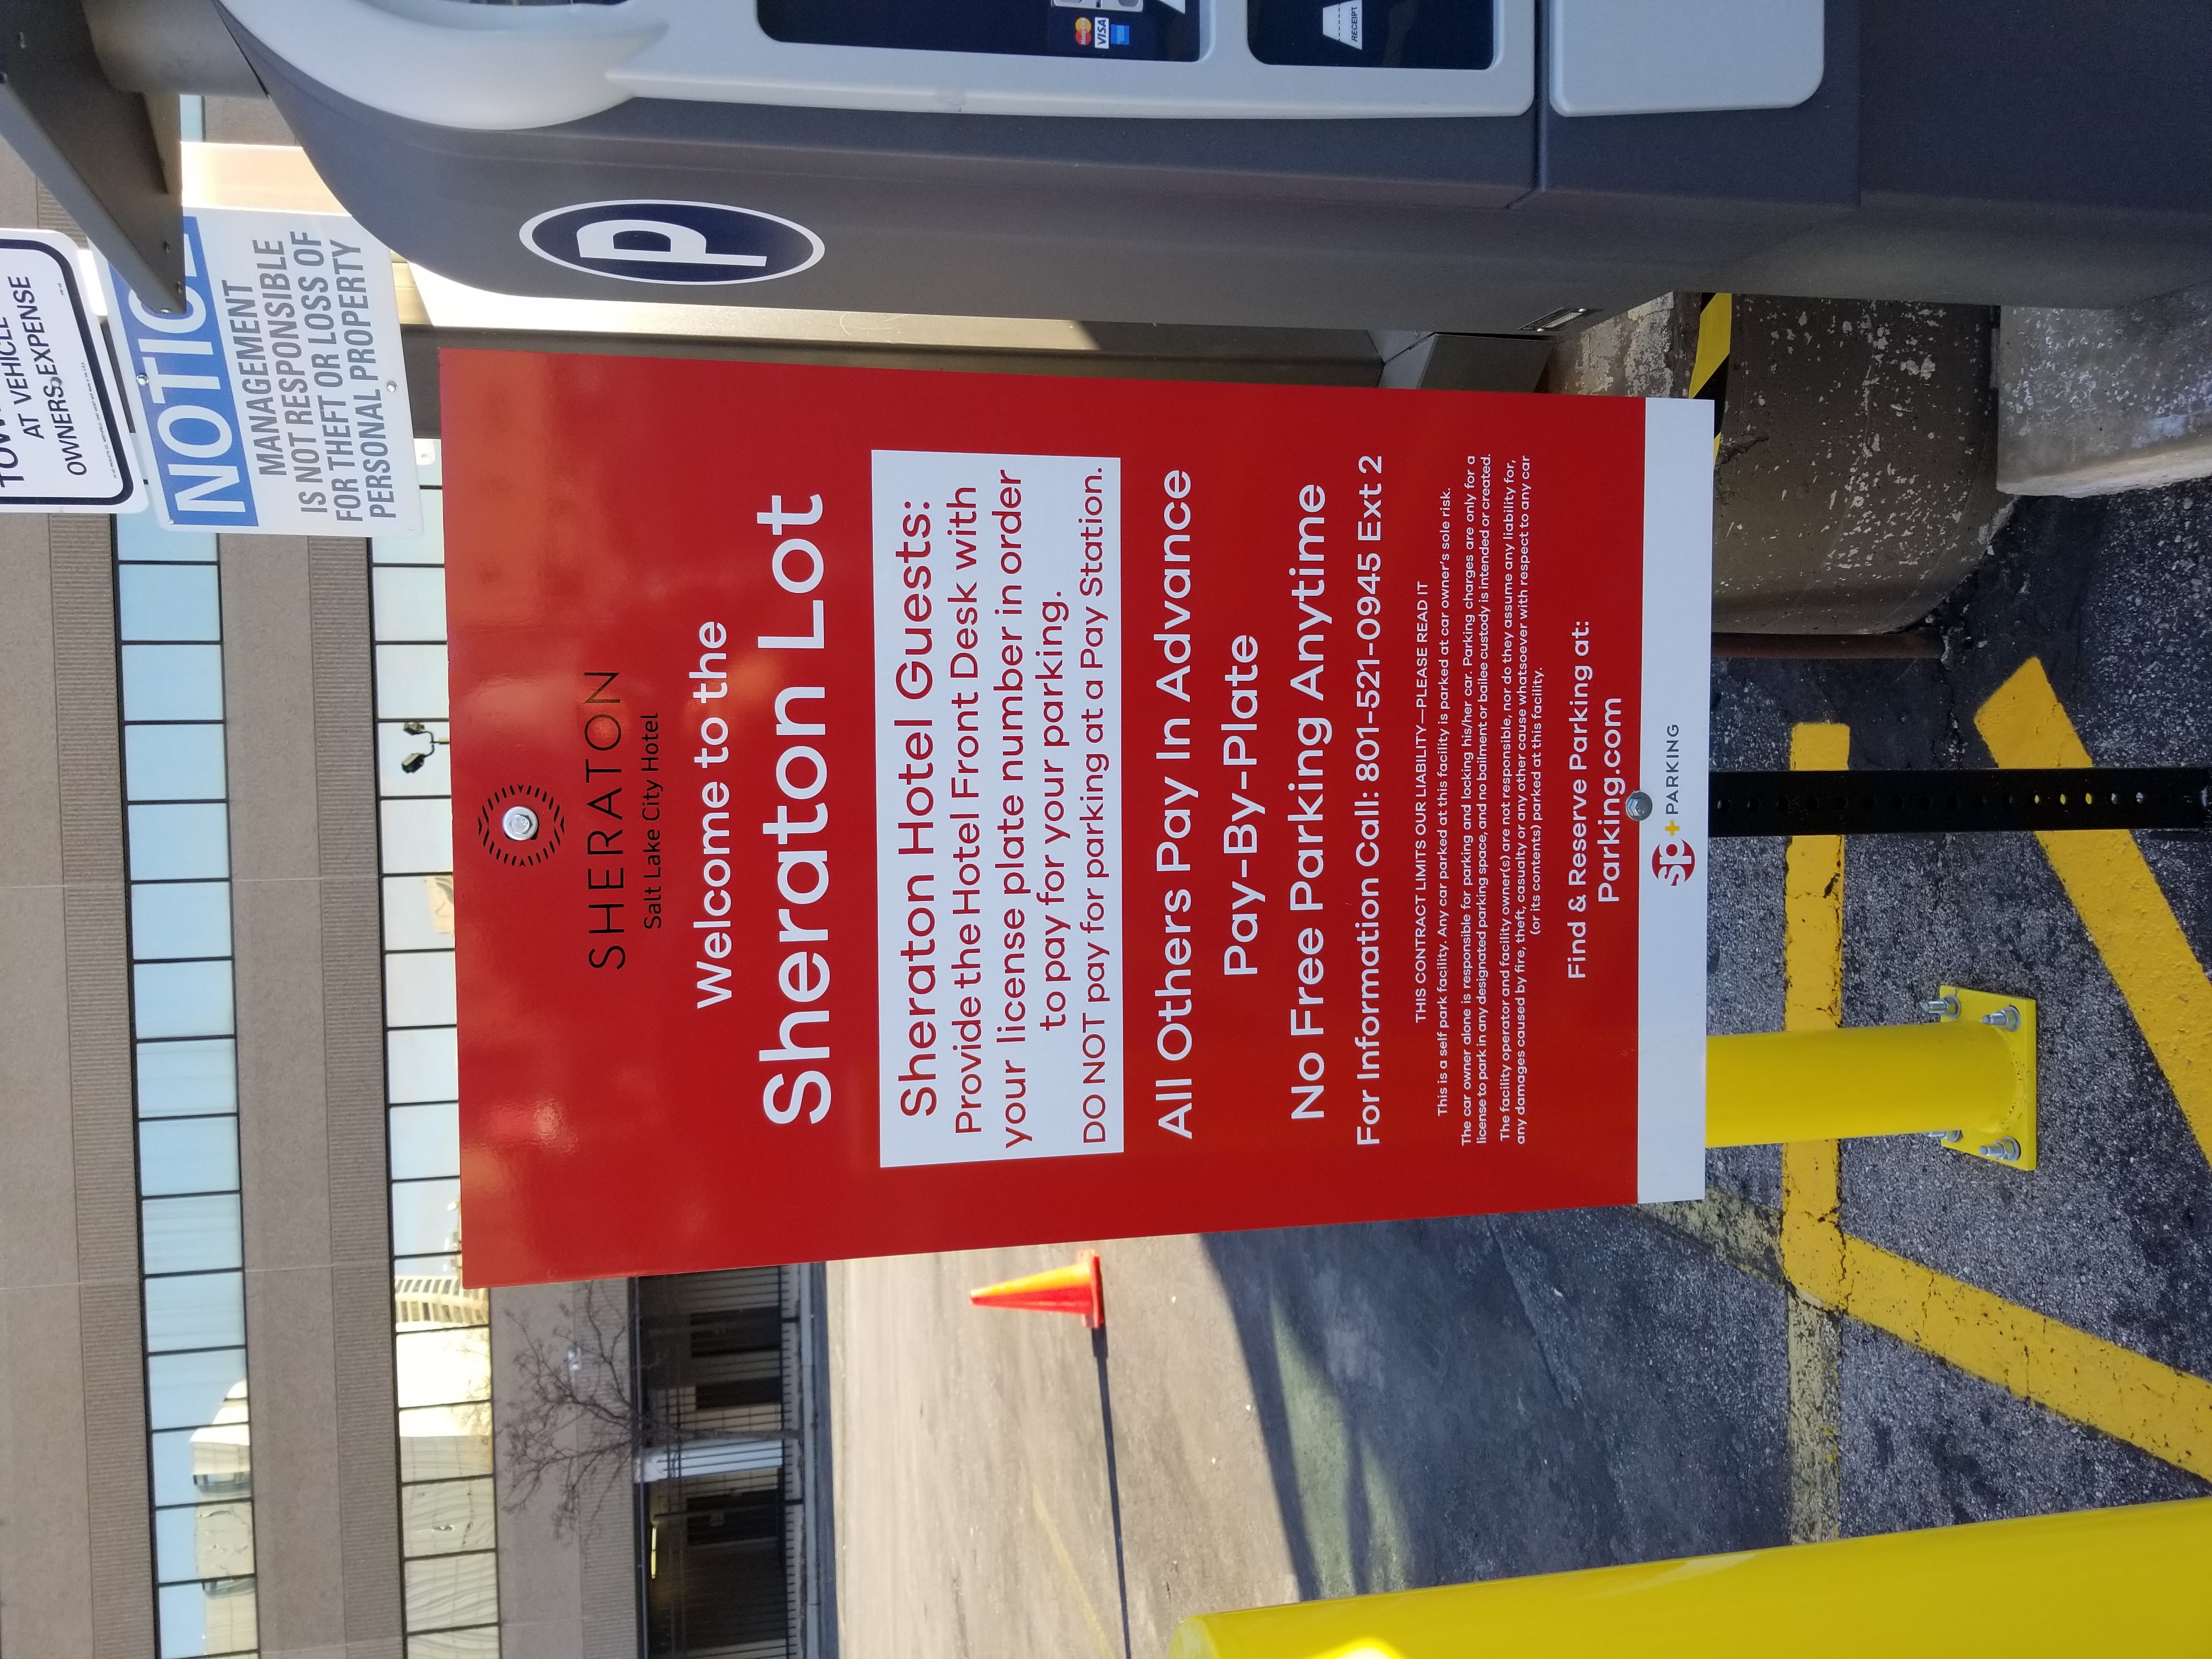 AT VEHICLE
OWNERS EXPENSE
NOTICE
MANAGEMENT
IS NOT RESPONSIBLE
FOR THEFT OR LOSS OF
PERSONAL PROPERTY
SHERATON
Salt Lake City Hotel
Welcome to the
Sheraton Lot
Sheraton Hotel Guests:
Provide the Hotel Front Desk with
your license plate number in order
to pay for your parking.
DO NOT pay for parking at a Pay Station.
All Others Pay In Advance
Pay-By-Plate
No Free Parking Anytime
For Information Call: 801-521-0945 Ext 2
THIS CONTRACT LIMITS OUR LIABILITY—PLEASE READ IT
This is a self park facility. Any car parked at this facility is parked at car owner's sole risk.
The car owner alone is responsible for parking and locking his/her car. Parking charges are only for a
license to park in any designated parking space, and no bailment or bailee custody is intended or created.
The facility operator and facility owner(s) are not responsible, nor do they assume any liability for,
any damages caused by fire, theft, casualty or any other cause whatsoever with respect to any car
(or its contents) parked at this facility.
Find & Reserve Parking at:
Parking.com
sp+ PARKING
P
MasterCard
VISA
RECEIPT